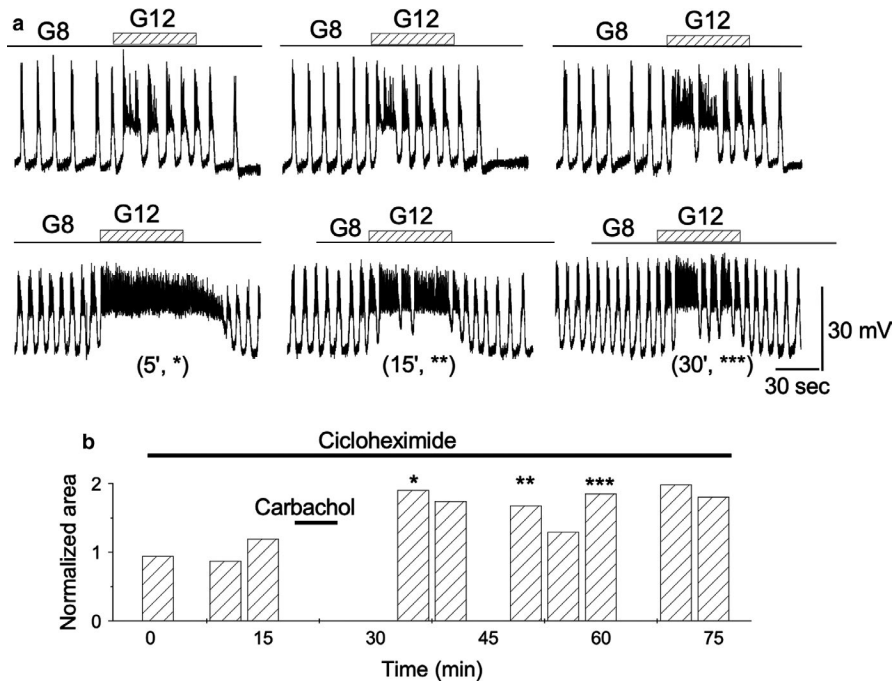 a
G8 G12 G8 G12 G8 G12
G8 G12 G8 G12 G8 G12
(5', *) (15', **) (30', ***)
30 mV
30 sec
b
Cicloheximide
Carbachol
* ** ***
Normalized area
2
1
0
0 15 30 45 60 75
Time (min)